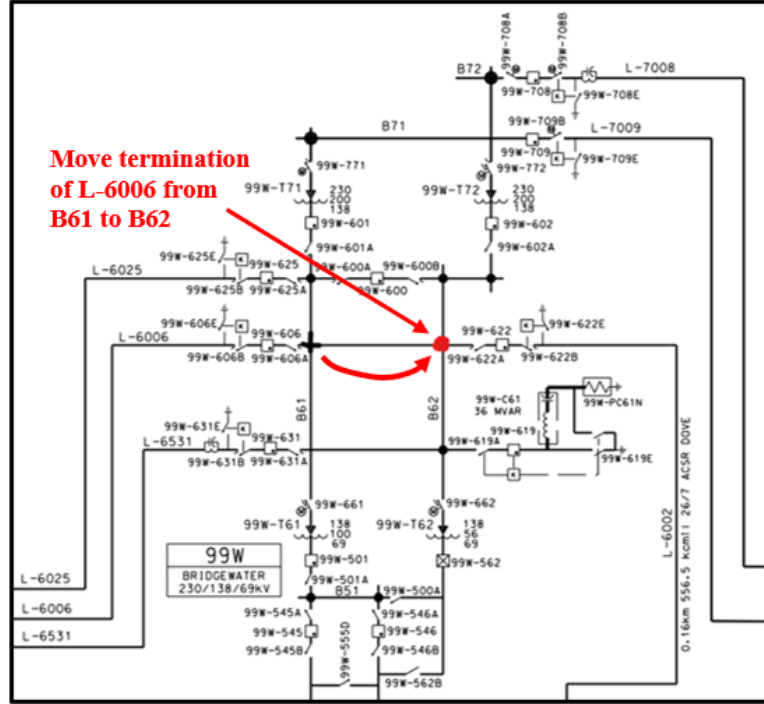 99W-708A
99W-708B
B72
L-7008
99W-708
99W-708E
99W-709B
B71
L-7009
99W-709
99W-709E
Move termination
of L-6006 from
B61 to B62
99W-771
99W-772
99W-T71
230
200
138
99W-T72
230
200
138
99W-601
99W-602
99W-601A
99W-602A
99W-625E
99W-625
99W-600A
99W-600B
L-6025
99W-625B
99W-625A
99W-600
99W-606E
99W-606
99W-622
99W-622E
L-6006
99W-606B
99W-606A
99W-622A
99W-622B
B61
B62
99W-C61
36 MVAR
99W-PC61N
99W-631E
99W-631
99W-619A
99W-619
L-6531
99W-631B
99W-631A
99W-619E
99W-661
99W-662
99W-T61
138
100
69
99W-T62
138
56
69
99W
BRIDGEWATER
230/138/69kV
99W-501
99W-562
99W-501A
L-6002
0.16km 556.5 kcmil 26/7 ACSR DOVE
L-6025
B51
99W-500A
L-6006
99W-545A
99W-546A
L-6531
99W-545
99W-555D
99W-546
99W-545B
99W-546B
99W-562B